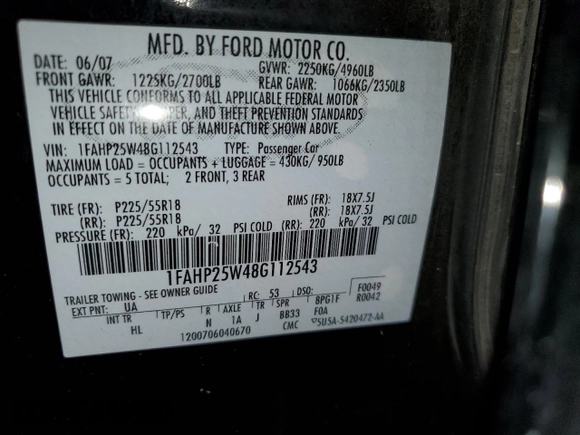 MFD. BY FORD MOTOR CO.
DATE: 06/07 GVWR: 2250KG/4960LB
FRONT GAWR: 1225KG/2700LB REAR GAWR: 1066KG/2350LB
THIS VEHICLE CONFORMS TO ALL APPLICABLE FEDERAL MOTOR
VEHICLE SAFETY, BUMPER, AND THEFT PREVENTION STANDARDS
IN EFFECT ON THE DATE OF MANUFACTURE SHOWN ABOVE.
VIN: 1FAHP25W48G112543 TYPE: Passenger Car
MAXIMUM LOAD = OCCUPANTS + LUGGAGE = 430KG/950LB
OCCUPANTS = 5 TOTAL; 2 FRONT, 3 REAR
TIRE (FR): P225/55R18 RIMS (FR): 18X7.5J
(RR): P225/55R18 (RR): 18X7.5J
PRESSURE (FR): 220 kPa/ 32 PSI COLD (RR): 220 kPa/ 32 PSI COLD
1FAHP25W48G112543
TRAILER TOWING - SEE OWNER GUIDE F0049
EXT PNT: UA RC: 53 DSO: R0042
INT TR TP/PS R AXLE TR SPR 8PG1F
HL N 1A J BB33 F0A
1200706040670 CMC 5U5A-5420472-AA